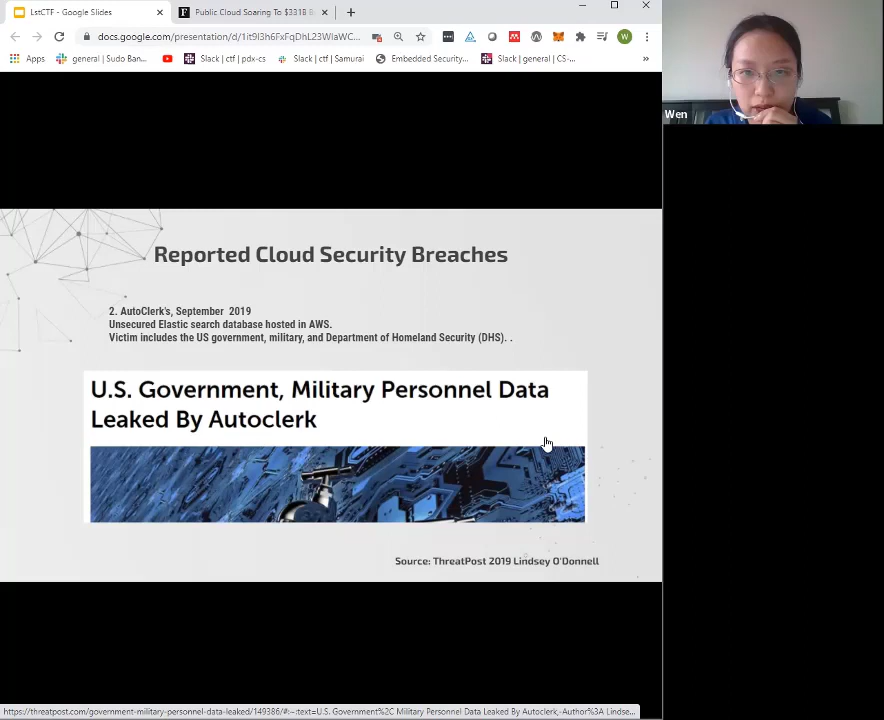 LstCTF - Google Slides
Public Cloud Soaring To $331B B
docs.google.com/presentation/d/1it9I3h6FxFqDhL23WlaWC...
W
Apps
general | Sudo Ban...
Slack | ctf | pdx-cs
Slack | ctf | Samurai
Embedded Security...
Slack | general | CS-...
»
Wen
Reported Cloud Security Breaches
2. AutoClerk's, September 2019
Unsecured Elastic search database hosted in AWS.
Victim includes the US government, military, and Department of Homeland Security (DHS). .
U.S. Government, Military Personnel Data
Leaked By Autoclerk
Source: ThreatPost 2019 Lindsey O'Donnell
https://threatpost.com/government-military-personnel-data-leaked/149386/#:~:text=U.S. Government%2C Military Personnel Data Leaked By Autoclerk,-Author%3A Lindse...